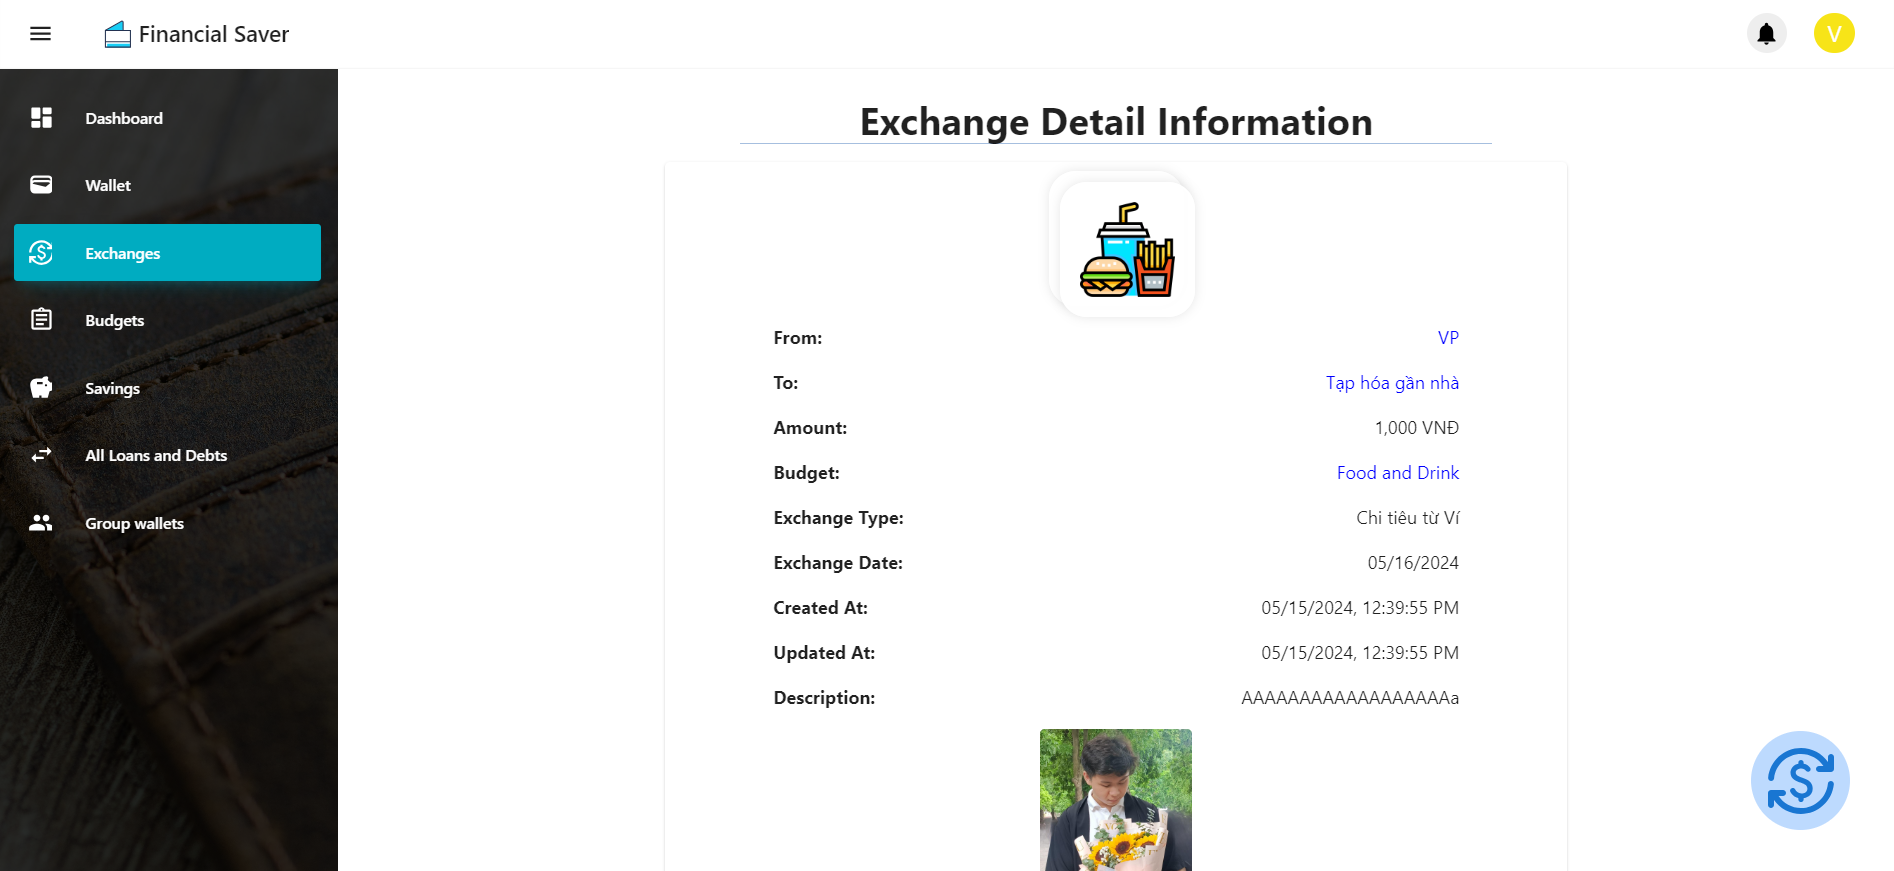 Financial Saver
V
Dashboard
Wallet
Exchanges
Budgets
Savings
All Loans and Debts
Group wallets
Exchange Detail Information
From: VP
To: Tạp hóa gần nhà
Amount: 1,000 VNĐ
Budget: Food and Drink
Exchange Type: Chi tiêu từ Ví
Exchange Date: 05/16/2024
Created At: 05/15/2024, 12:39:55 PM
Updated At: 05/15/2024, 12:39:55 PM
Description: AAAAAAAAAAAAAAAAAAa